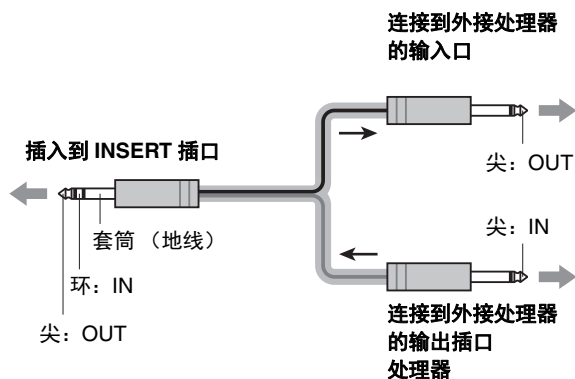 连接到外接处理器
的输入口
插入到 INSERT 插口
尖：OUT
套筒 （地线）
尖：IN
环：IN
尖：OUT
连接到外接处理器
的输出插口
处理器